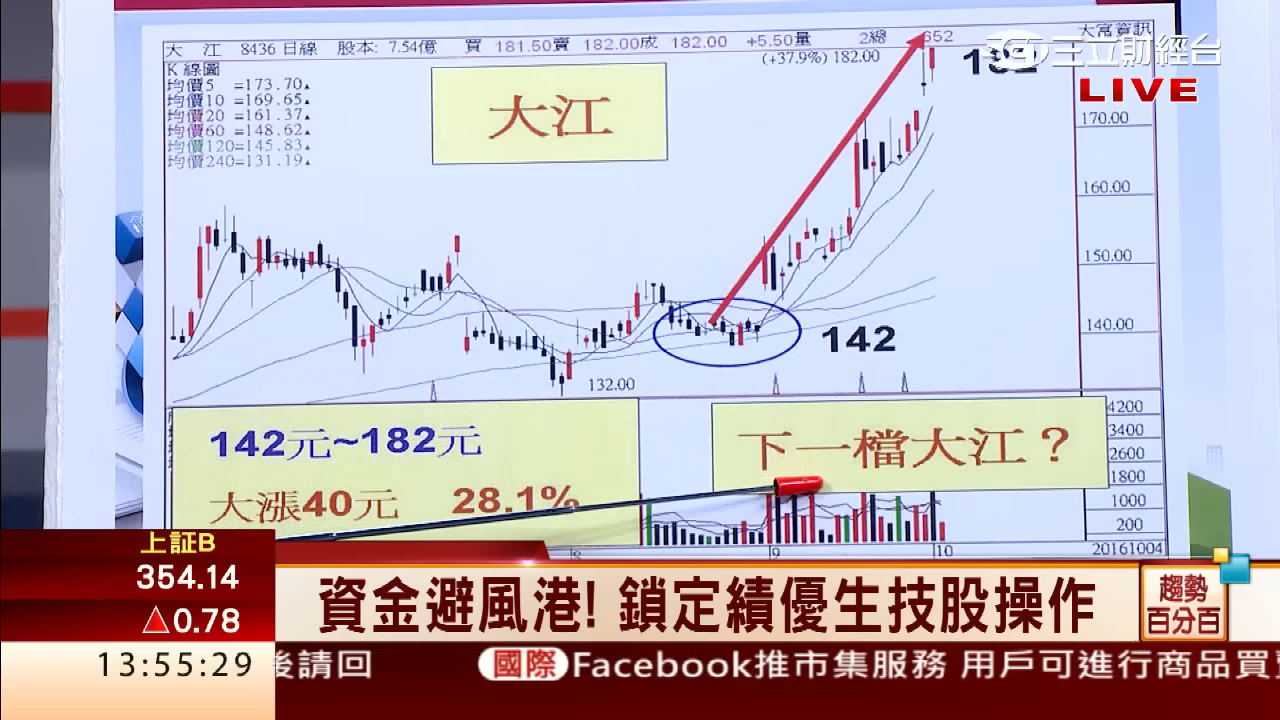 大富資訊
大 江 8436 日線 股本: 7.54億 買 181.50賣 182.00成 182.00 +5.50量 2總 652
(+37.9%) 182.00
三立財經台
LIVE
K 線圖
均價5 =173.70
均價10 =169.65
均價20 =161.37
均價60 =148.62
均價120=145.83
均價240=131.19
大江
182
170.00
160.00
150.00
140.00
142
132.00
142元~182元
大漲40元 28.1%
下一檔大江？
4200
3400
2600
1800
1000
200
8
9
10
20161004
上証B
354.14
△0.78
13:55:29
資金避風港! 鎖定績優生技股操作
趨勢
百分百
後請回 國際 Facebook推市集服務 用戶可進行商品買賣